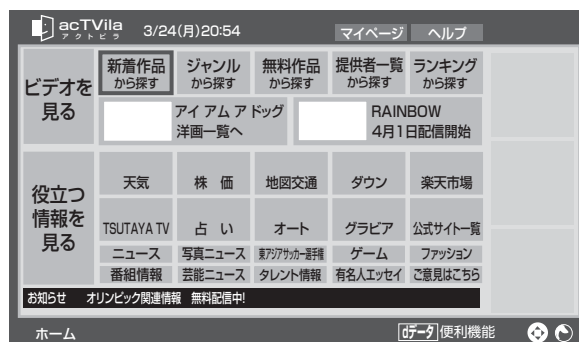 acTVila 3/24(月)20:54 マイページ ヘルプ
アクトビラ
ビデオを見る
新着作品から探す
ジャンルから探す
無料作品から探す
提供者一覧から探す
ランキングから探す
アイ アム ア ドッグ
洋画一覧へ
RAINBOW
4月1日配信開始
役立つ情報を見る
天気 株価 地図交通 ダウン 楽天市場
TSUTAYA TV 占い オート グラビア 公式サイト一覧
ニュース 写真ニュース 東アジアサッカー選手権 ゲーム ファッション
番組情報 芸能ニュース タレント情報 有名人エッセイ ご意見はこちら
お知らせ オリンピック関連情報 無料配信中!
ホーム dデータ 便利機能